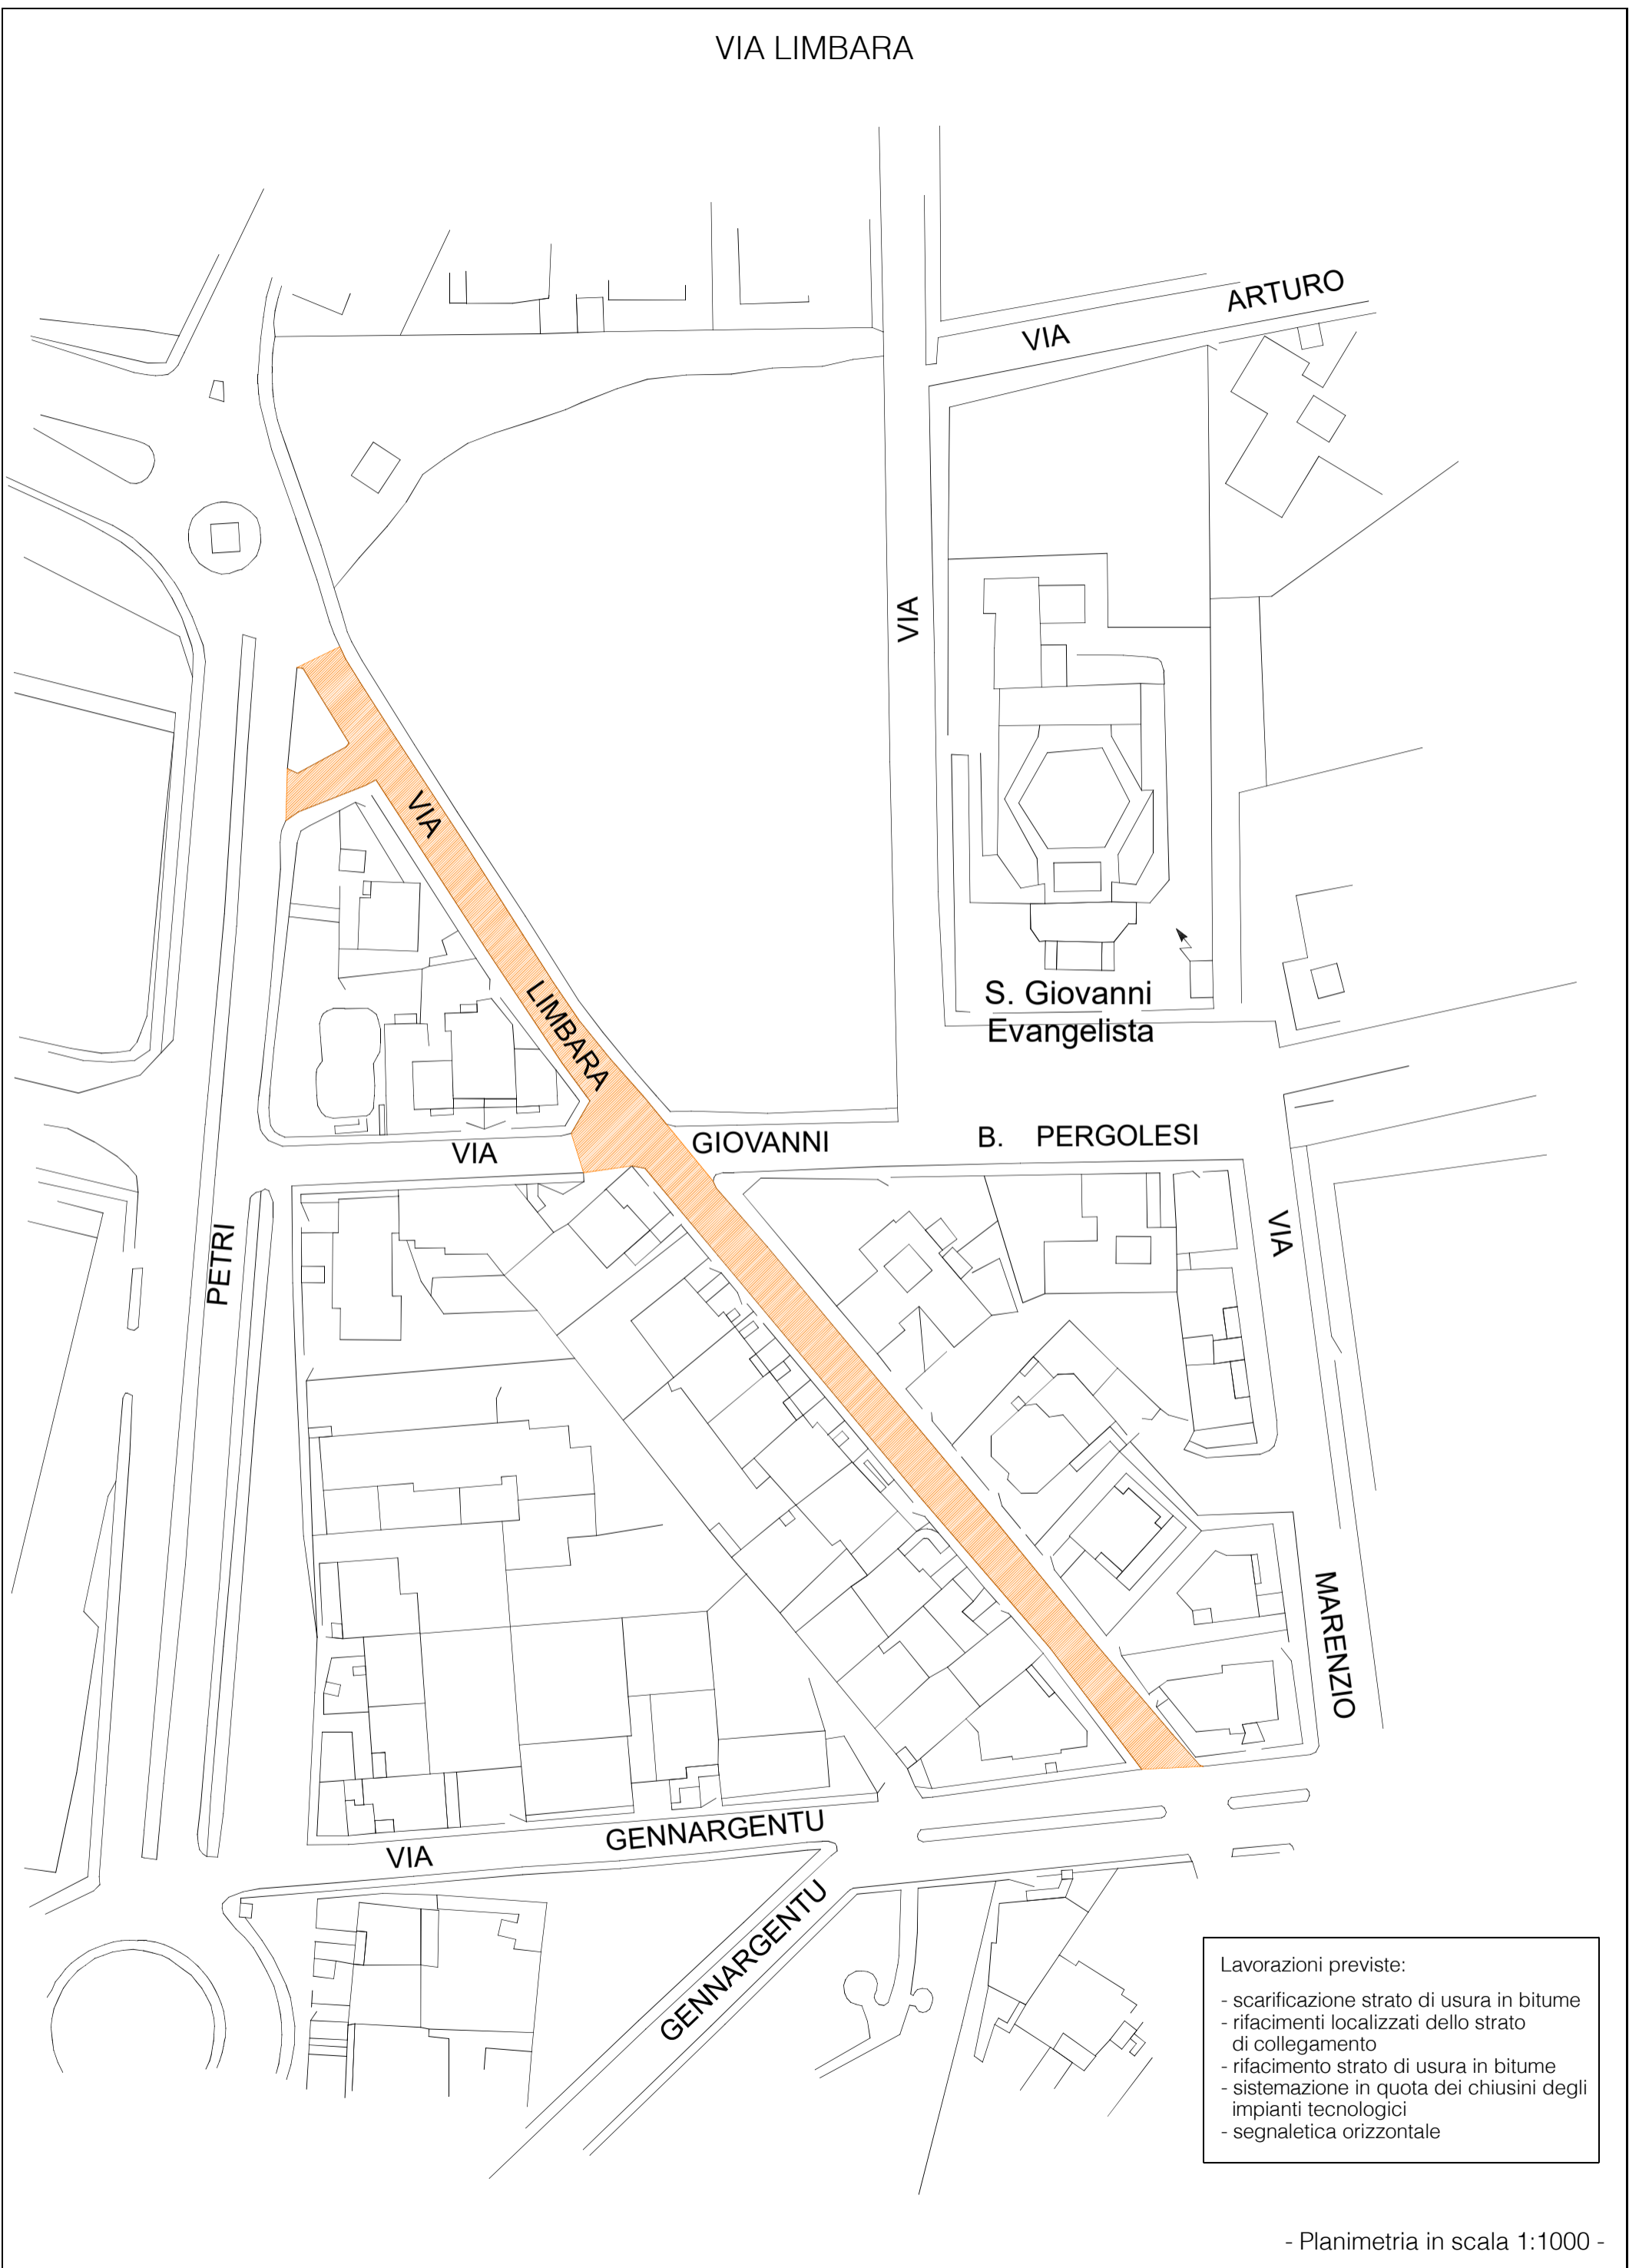 VIA LIMBARA
VIA ARTURO
VIA
VIA
LIMBARA
S. Giovanni
Evangelista
VIA GIOVANNI B. PERGOLESI
PETRI
VIA
MARENZIO
VIA GENNARGENTU
GENNARGENTU
Lavorazioni previste:
- scarificazione strato di usura in bitume
- rifacimenti localizzati dello strato
di collegamento
- rifacimento strato di usura in bitume
- sistemazione in quota dei chiusini degli
impianti tecnologici
- segnaletica orizzontale
- Planimetria in scala 1:1000 -